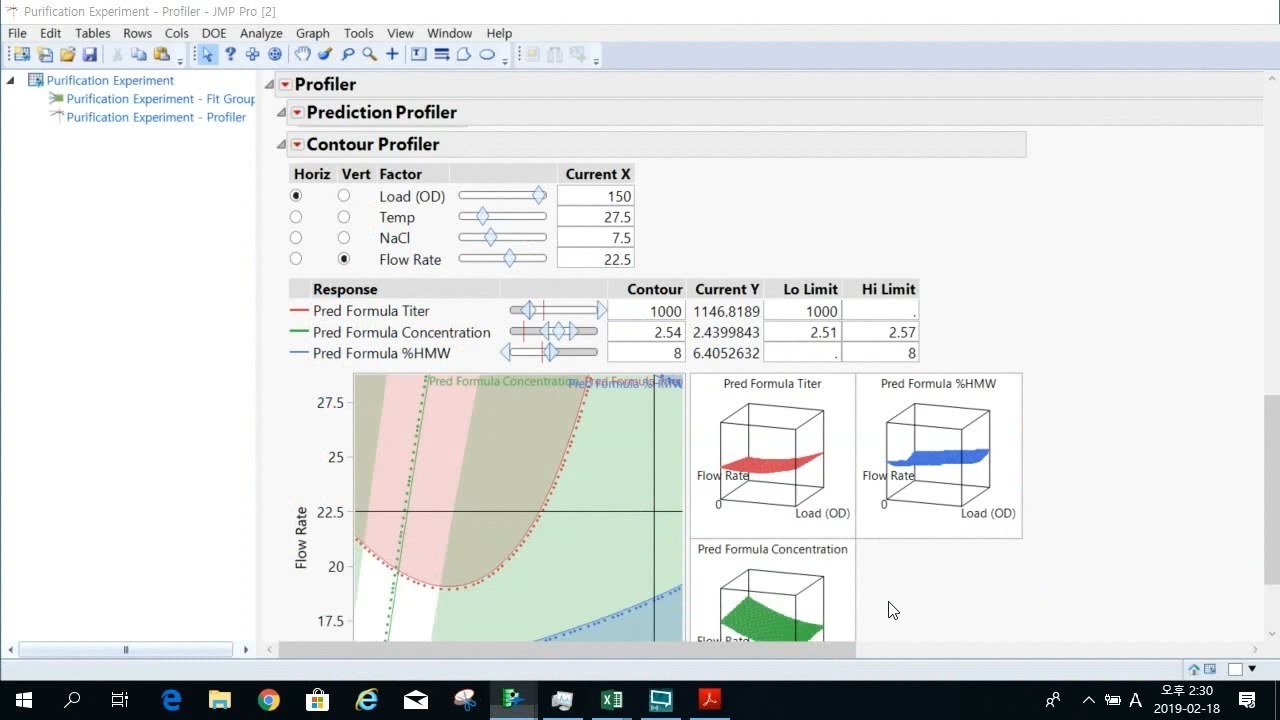 Purification Experiment - Profiler - JMP Pro [2]
File Edit Tables Rows Cols DOE Analyze Graph Tools View Window Help
Purification Experiment
Purification Experiment - Fit Group
Purification Experiment - Profiler
Profiler
Prediction Profiler
Contour Profiler
Horiz Vert Factor Current X
Load (OD) 150
Temp 27.5
NaCl 7.5
Flow Rate 22.5
Response Contour Current Y Lo Limit Hi Limit
Pred Formula Titer 1000 1146.8189 1000 .
Pred Formula Concentration 2.54 2.4399843 2.51 2.57
Pred Formula %HMW 8 6.4052632 . 8
Pred Formula Concentration
27.5
25
22.5
20
17.5
Flow Rate
Pred Formula Titer
Flow Rate
0
Load (OD)
Pred Formula %HMW
Flow Rate
0
Load (OD)
Pred Formula Concentration
Flow Rate
A
오후 2:30
2019-02-18